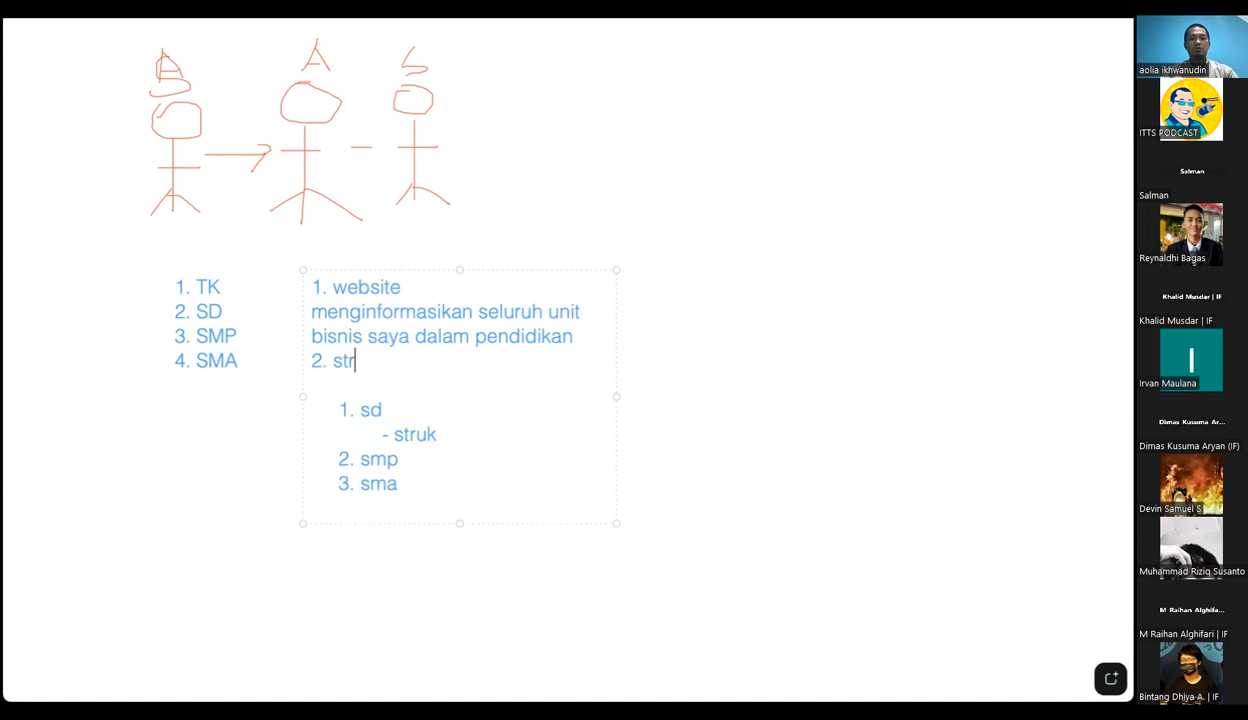 B A S
1. TK
2. SD
3. SMP
4. SMA
1. website
menginformasikan seluruh unit
bisnis saya dalam pendidikan
2. str
1. sd
- struk
2. smp
3. sma
aolia ikhwanudin
ITTS PODCAST
Salman
Salman
Reynaldhi Bagas
Khalid Musdar | IF
Khalid Musdar | IF
I
Irvan Maulana
Dimas Kusuma Ar...
Dimas Kusuma Aryan (IF)
Devin Samuel S
Muhammad Riziq Susanto
M Raihan Alghifa...
M Raihan Alghifari | IF
Bintang Dhiya A. | IF